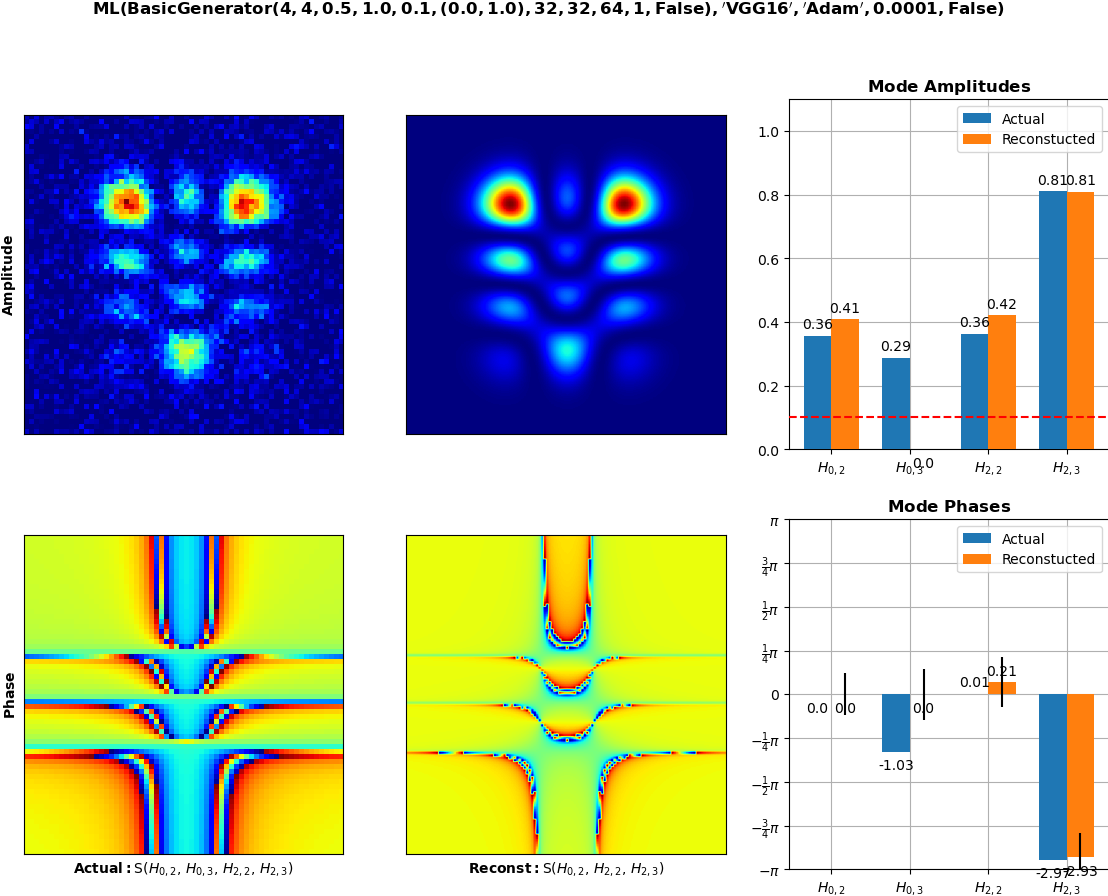 ML(BasicGenerator(4, 4, 0.5, 1.0, 0.1, (0.0, 1.0), 32, 32, 64, 1, False), ′VGG16′, ′Adam′, 0.0001, False)
Amplitude
Mode Amplitudes
Actual
Reconstucted
1.0
0.8
0.6
0.4
0.2
0.0
0.36
0.41
0.29
0.0
0.36
0.42
0.81
0.81
H0, 2
H0, 3
H2, 2
H2, 3
Phase
Actual: S(H0, 2, H0, 3, H2, 2, H2, 3)
Reconst: S(H0, 2, H2, 2, H2, 3)
Mode Phases
Actual
Reconstucted
π
3/4π
1/2π
1/4π
0
−1/4π
−1/2π
−3/4π
−π
0.0
0.0
-1.03
0.0
0.01
0.21
-2.97
-2.93
H0, 2
H0, 3
H2, 2
H2, 3